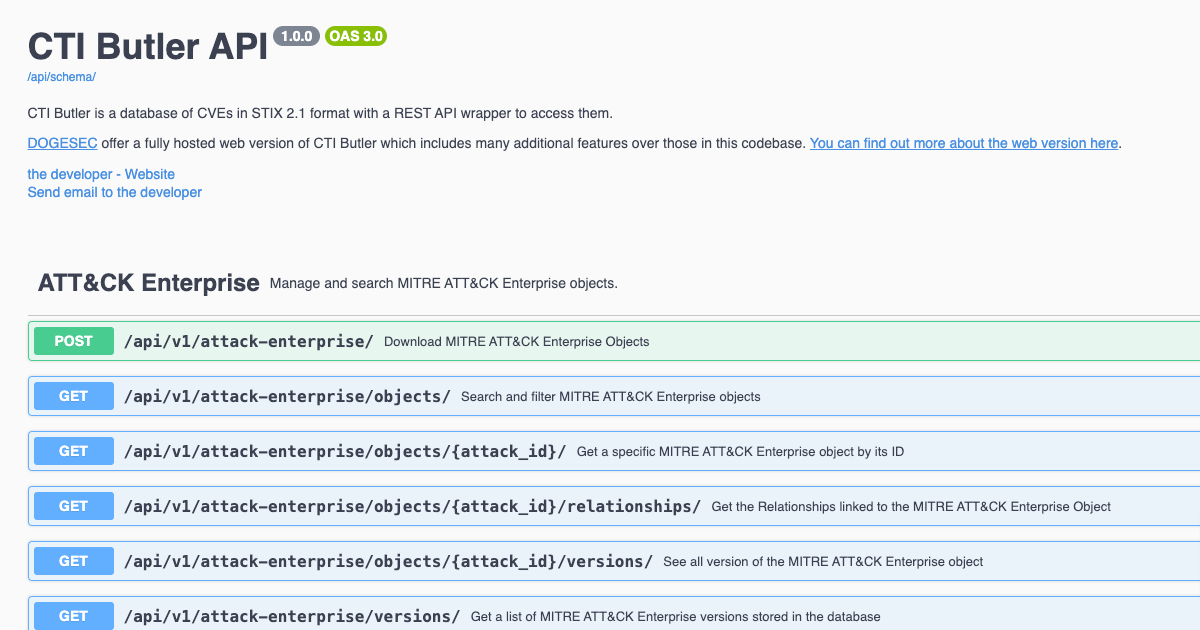 CTI Butler API 1.0.0 OAS 3.0
/api/schema/
CTI Butler is a database of CVEs in STIX 2.1 format with a REST API wrapper to access them.
DOGESEC offer a fully hosted web version of CTI Butler which includes many additional features over those in this codebase. You can find out more about the web version here.
the developer - Website
Send email to the developer
ATT&CK Enterprise Manage and search MITRE ATT&CK Enterprise objects.
POST /api/v1/attack-enterprise/ Download MITRE ATT&CK Enterprise Objects
GET /api/v1/attack-enterprise/objects/ Search and filter MITRE ATT&CK Enterprise objects
GET /api/v1/attack-enterprise/objects/{attack_id}/ Get a specific MITRE ATT&CK Enterprise object by its ID
GET /api/v1/attack-enterprise/objects/{attack_id}/relationships/ Get the Relationships linked to the MITRE ATT&CK Enterprise Object
GET /api/v1/attack-enterprise/objects/{attack_id}/versions/ See all version of the MITRE ATT&CK Enterprise object
GET /api/v1/attack-enterprise/versions/ Get a list of MITRE ATT&CK Enterprise versions stored in the database